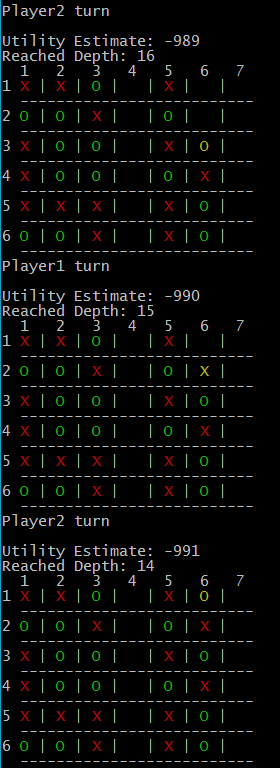 Player2 turn
Utility Estimate: -989
Reached Depth: 16
1 2 3 4 5 6 7
1 X | X | O |   | X |   |
---------------------------
2 O | O | X |   | O |   |
---------------------------
3 X | O | O |   | X | O |
---------------------------
4 X | O | O |   | O | X |
---------------------------
5 X | X | X |   | X | O |
---------------------------
6 O | O | X |   | X | O |
---------------------------
Player1 turn
Utility Estimate: -990
Reached Depth: 15
1 2 3 4 5 6 7
1 X | X | O |   | X |   |
---------------------------
2 O | O | X |   | O | X |
---------------------------
3 X | O | O |   | X | O |
---------------------------
4 X | O | O |   | O | X |
---------------------------
5 X | X | X |   | X | O |
---------------------------
6 O | O | X |   | X | O |
---------------------------
Player2 turn
Utility Estimate: -991
Reached Depth: 14
1 2 3 4 5 6 7
1 X | X | O |   | X | O |
---------------------------
2 O | O | X |   | O | X |
---------------------------
3 X | O | O |   | X | O |
---------------------------
4 X | O | O |   | O | X |
---------------------------
5 X | X | X |   | X | O |
---------------------------
6 O | O | X |   | X | O |
---------------------------